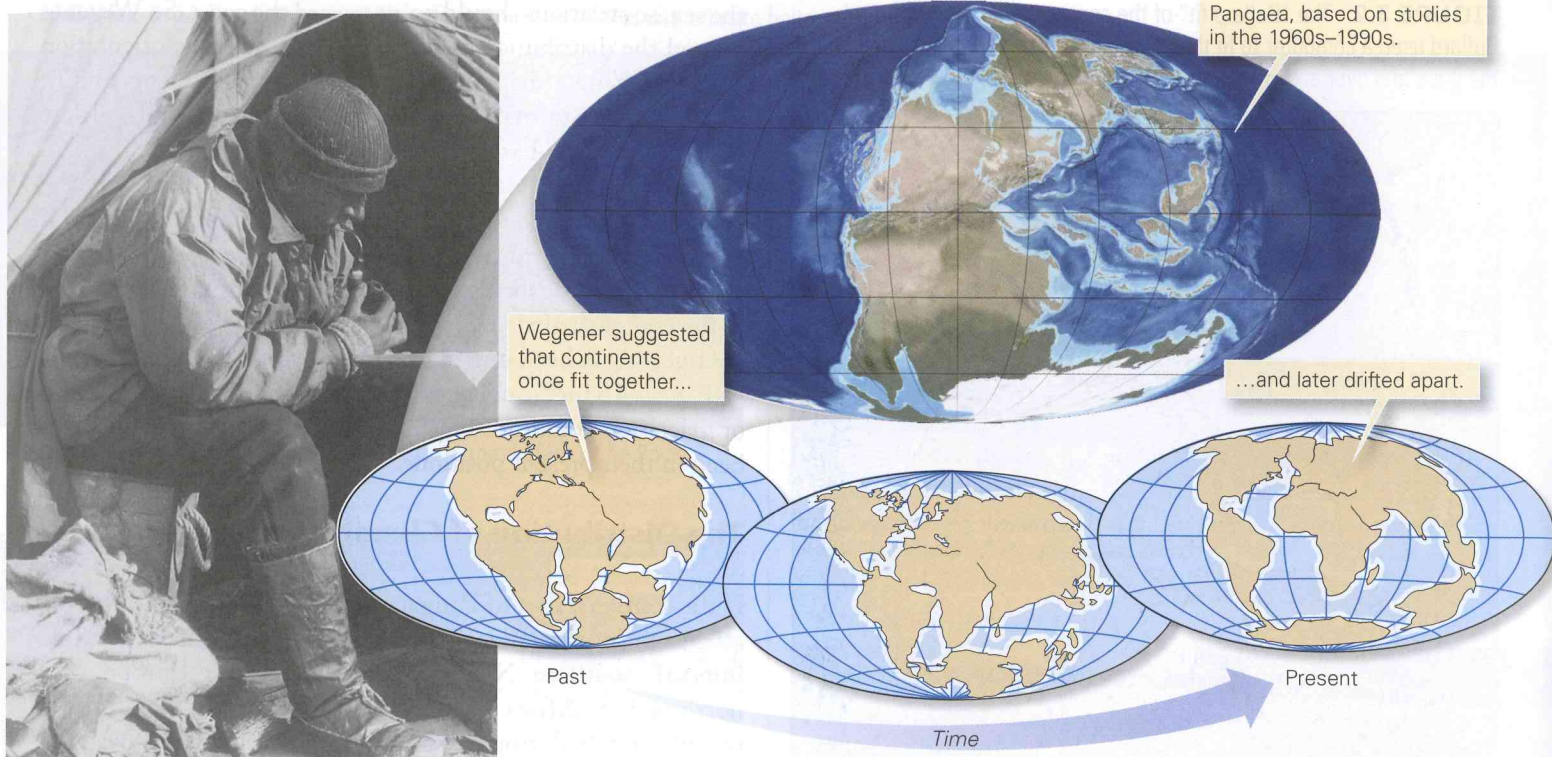 Pangaea, based on studies
in the 1960s–1990s.
Wegener suggested
that continents
once fit together...
...and later drifted apart.
Past
Present
Time